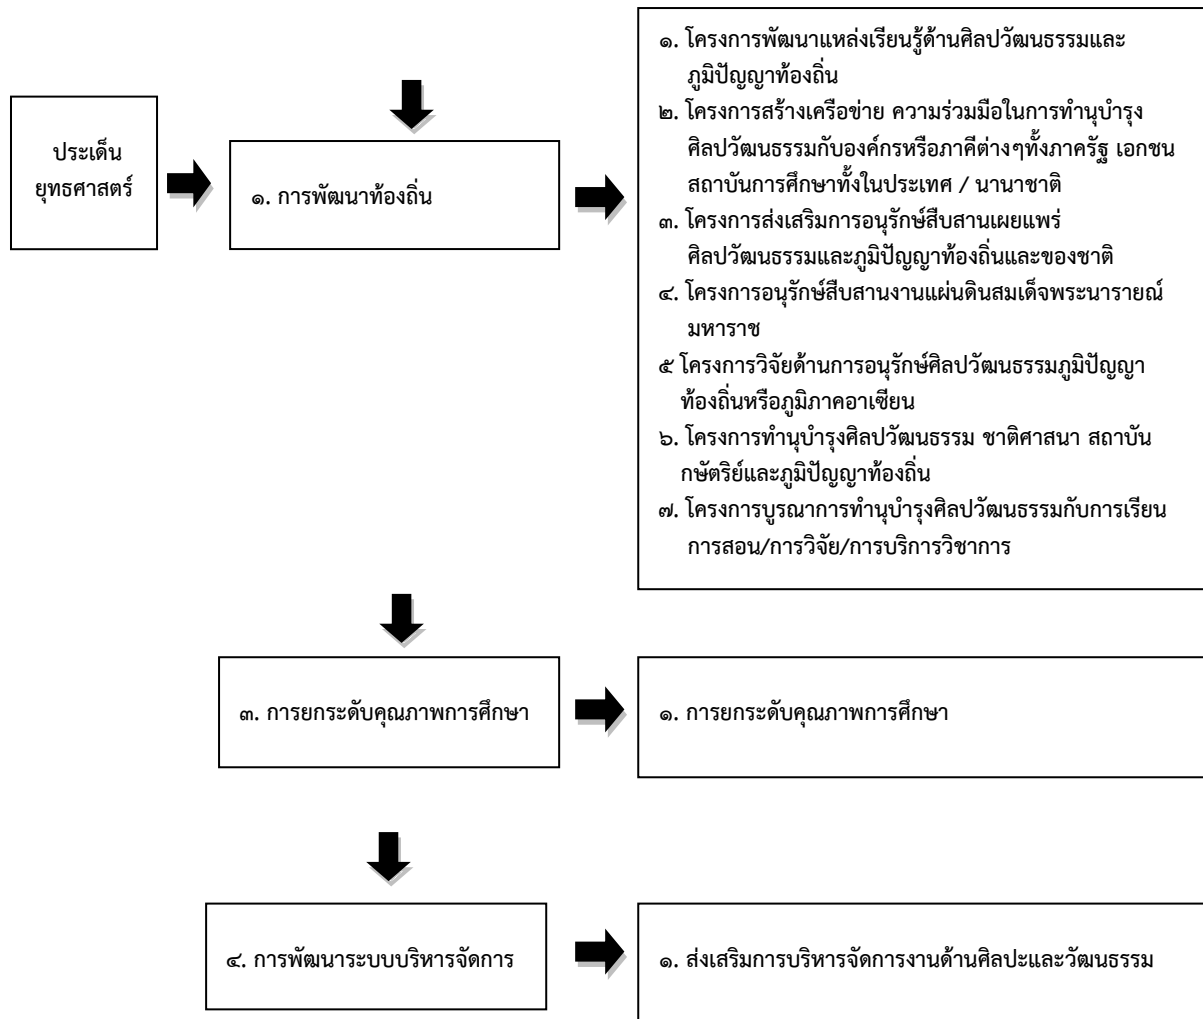 ประเด็น
ยุทธศาสตร์
๑. การพัฒนาท้องถิ่น
๑. โครงการพัฒนาแหล่งเรียนรู้ด้านศิลปวัฒนธรรมและ
ภูมิปัญญาท้องถิ่น
๒. โครงการสร้างเครือข่าย ความร่วมมือในการทำนุบำรุง
ศิลปวัฒนธรรมกับองค์กรหรือภาคีต่างๆทั้งภาครัฐ เอกชน
สถาบันการศึกษาทั้งในประเทศ / นานาชาติ
๓. โครงการส่งเสริมการอนุรักษ์สืบสานเผยแพร่
ศิลปวัฒนธรรมและภูมิปัญญาท้องถิ่นและของชาติ
๔. โครงการอนุรักษ์สืบสานงานแผ่นดินสมเด็จพระนารายณ์
มหาราช
๕ โครงการวิจัยด้านการอนุรักษ์ศิลปวัฒนธรรมภูมิปัญญา
ท้องถิ่นหรือภูมิภาคอาเซียน
๖. โครงการทำนุบำรุงศิลปวัฒนธรรม ชาติศาสนา สถาบัน
กษัตริย์และภูมิปัญญาท้องถิ่น
๗. โครงการบูรณาการทำนุบำรุงศิลปวัฒนธรรมกับการเรียน
การสอน/การวิจัย/การบริการวิชาการ
๓. การยกระดับคุณภาพการศึกษา
๑. การยกระดับคุณภาพการศึกษา
๔. การพัฒนาระบบบริหารจัดการ
๑. ส่งเสริมการบริหารจัดการงานด้านศิลปะและวัฒนธรรม